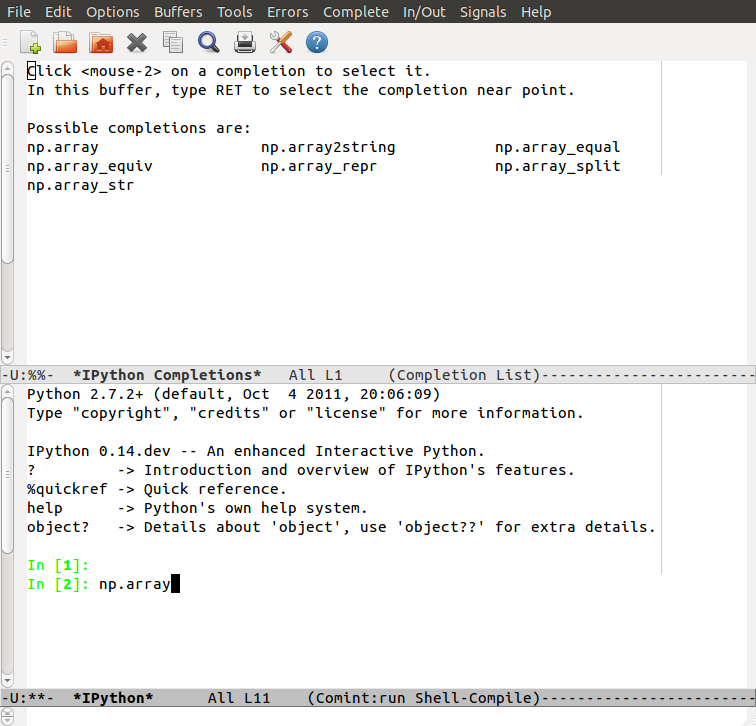 File Edit Options Buffers Tools Errors Complete In/Out Signals Help
Click <mouse-2> on a completion to select it.
In this buffer, type RET to select the completion near point.
Possible completions are:
np.array np.array2string np.array_equal
np.array_equiv np.array_repr np.array_split
np.array_str
-U:%%- *IPython Completions* All L1 (Completion List)------------------------
Python 2.7.2+ (default, Oct  4 2011, 20:06:09)
Type "copyright", "credits" or "license" for more information.
IPython 0.14.dev -- An enhanced Interactive Python.
? -> Introduction and overview of IPython's features.
%quickref -> Quick reference.
help -> Python's own help system.
object? -> Details about 'object', use 'object??' for extra details.
In [1]:
In [2]: np.array
-U:**- *IPython* All L11 (Comint:run Shell-Compile)------------------------